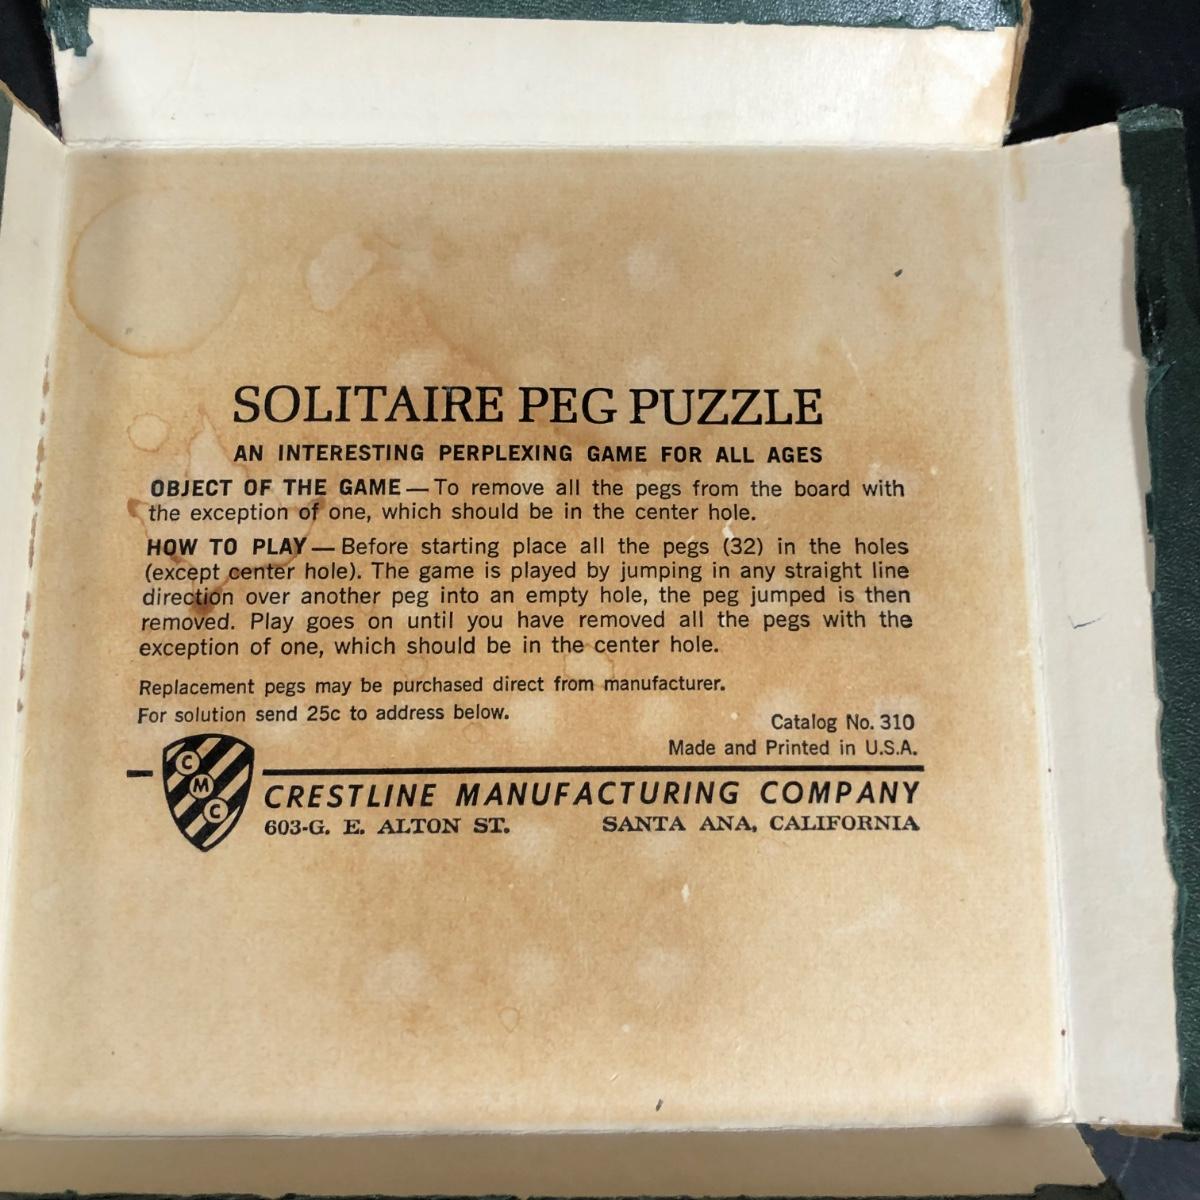 SOLITAIRE PEG PUZZLE
AN INTERESTING PERPLEXING GAME FOR ALL AGES
OBJECT OF THE GAME — To remove all the pegs from the board with
the exception of one, which should be in the center hole.
HOW TO PLAY — Before starting place all the pegs (32) in the holes
(except center hole). The game is played by jumping in any straight line
direction over another peg into an empty hole, the peg jumped is then
removed. Play goes on until you have removed all the pegs with the
exception of one, which should be in the center hole.
Replacement pegs may be purchased direct from manufacturer.
For solution send 25c to address below.
Catalog No. 310
Made and Printed in U.S.A.
C
M
C
CRESTLINE MANUFACTURING COMPANY
603-G. E. ALTON ST. SANTA ANA, CALIFORNIA